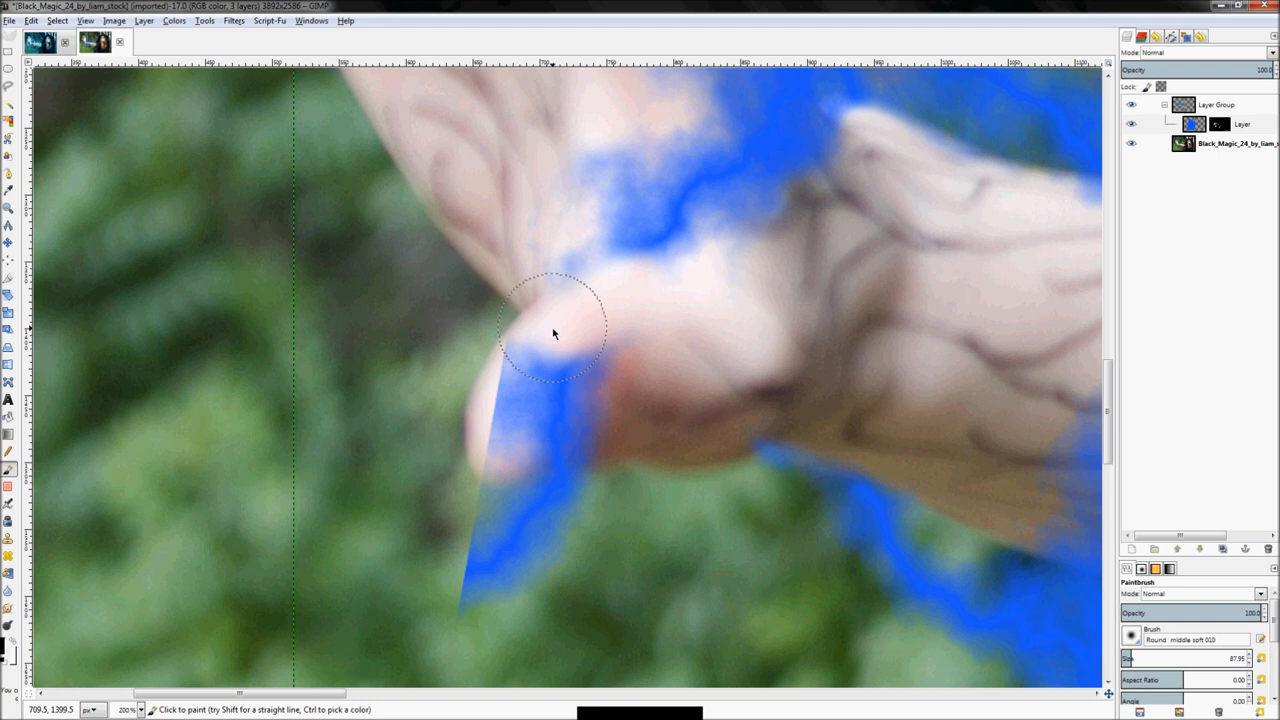 *[Black_Magic_24_by_liam_stock] (imported)-17.0 (RGB color, 3 layers) 3892x2586 – GIMP
File Edit Select View Image Layer Colors Tools Filters Script-Fu Windows Help
Mode: Normal
Opacity 100.0
Lock:
Layer Group
Layer
Black_Magic_24_by_liam_s
Paintbrush
Mode: Normal
Opacity 100.0
Brush
Round middle soft 010
Size 87.95
Aspect Ratio 0.00
Angle 0.00
You
709.5, 1399.5 px 200% Click to paint (try Shift for a straight line, Ctrl to pick a color)